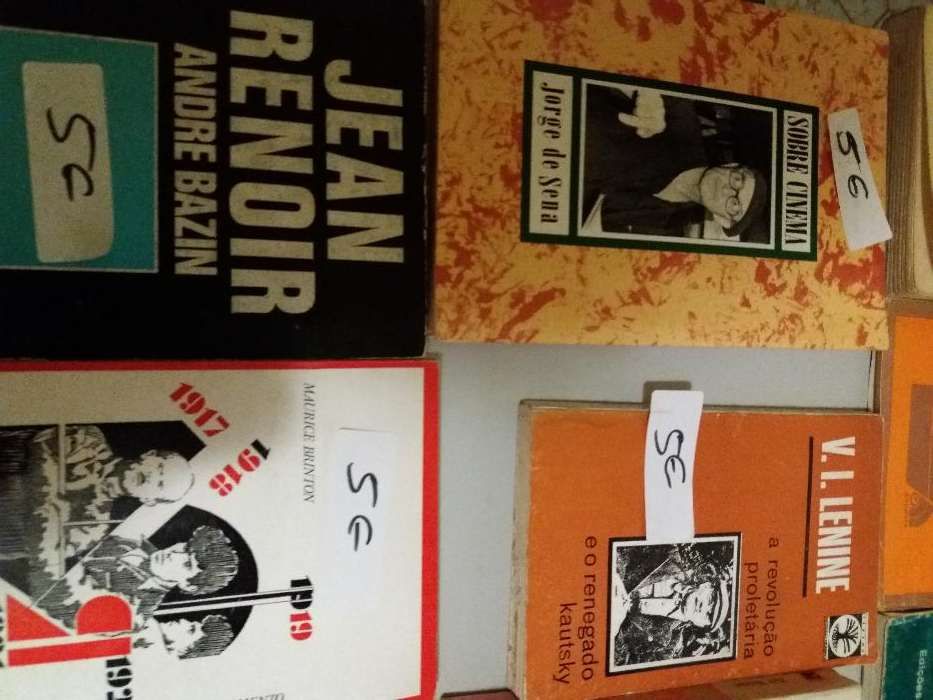 JEAN
RENOIR
ANDRE BAZIN
5€
SOBRE CINEMA
Jorge de Sena
5€
MAURICE BRINTON
1917
1918
1919
5€
V. I. LENINE
a revolução
proletária
e o renegado
kautsky
5€
Edições